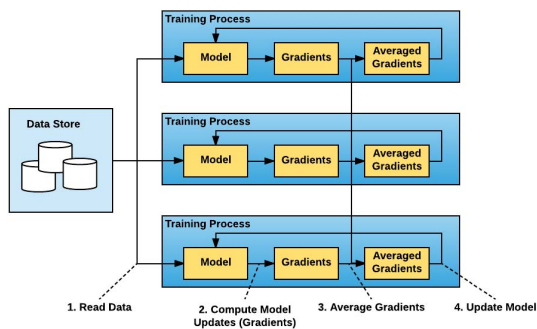 Training Process
Model
Gradients
Averaged
Gradients
Data Store
Training Process
Model
Gradients
Averaged
Gradients
Training Process
Model
Gradients
Averaged
Gradients
1. Read Data
2. Compute Model
Updates (Gradients)
3. Average Gradients
4. Update Model